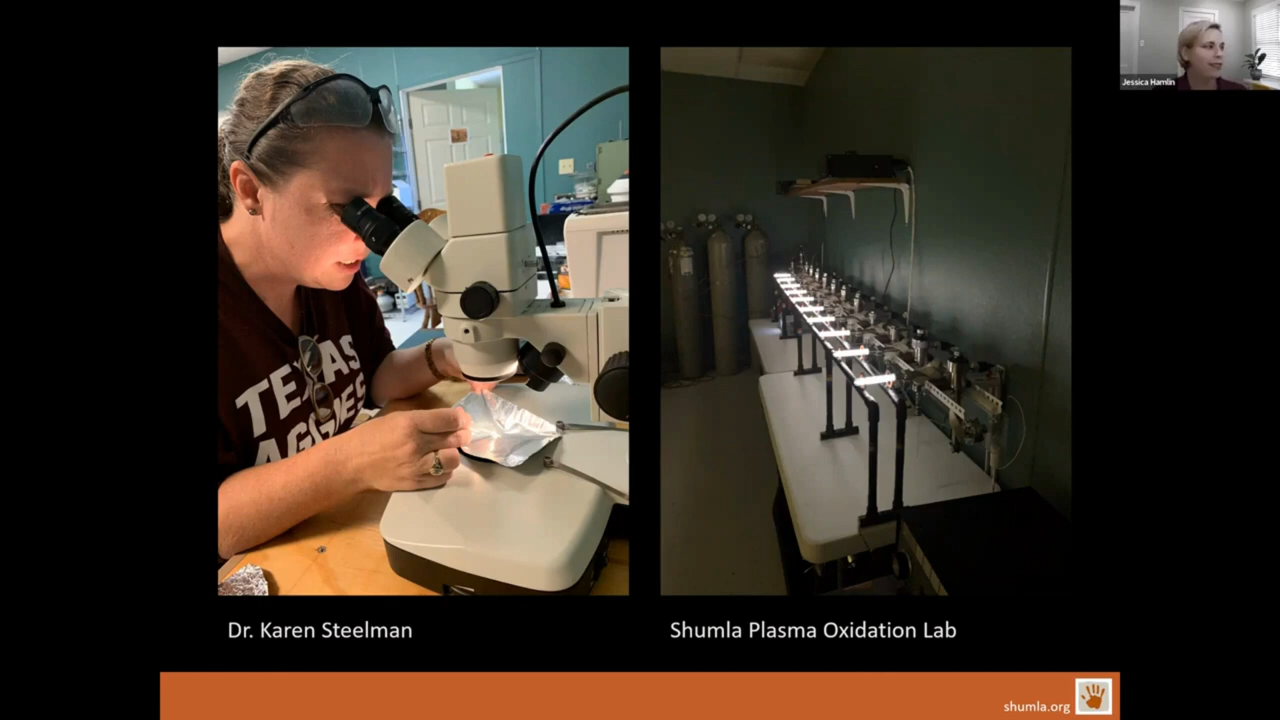 Jessica Hamlin
TEXAS
AGGIES
Dr. Karen Steelman
Shumla Plasma Oxidation Lab
shumla.org